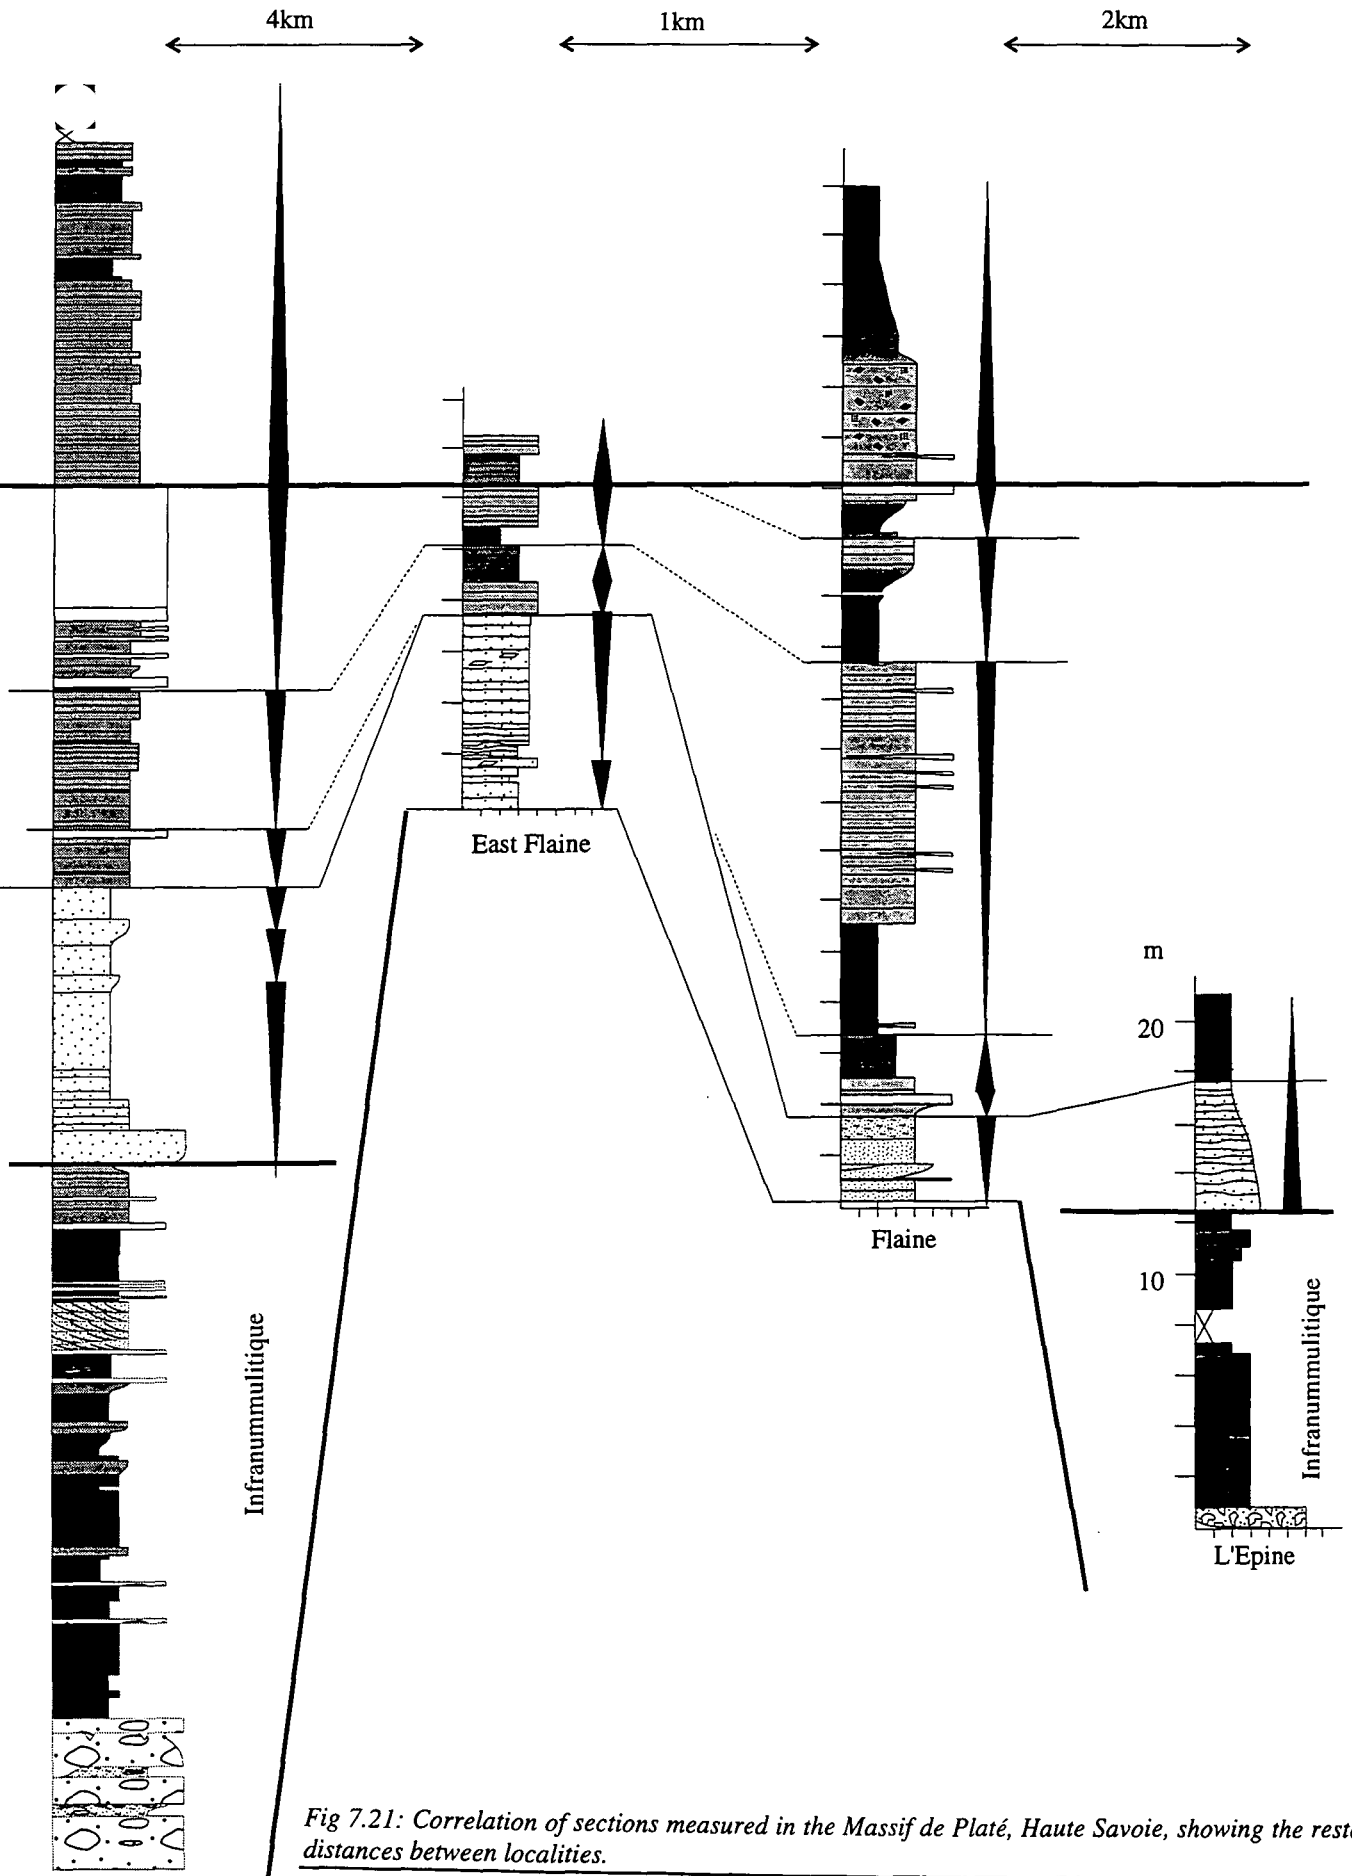 4km
1km
2km
East Flaine
m
20
Flaine
10
Infranummulitique
Infranummulitique
L'Epine
Fig 7.21: Correlation of sections measured in the Massif de Platé, Haute Savoie, showing the rest
distances between localities.